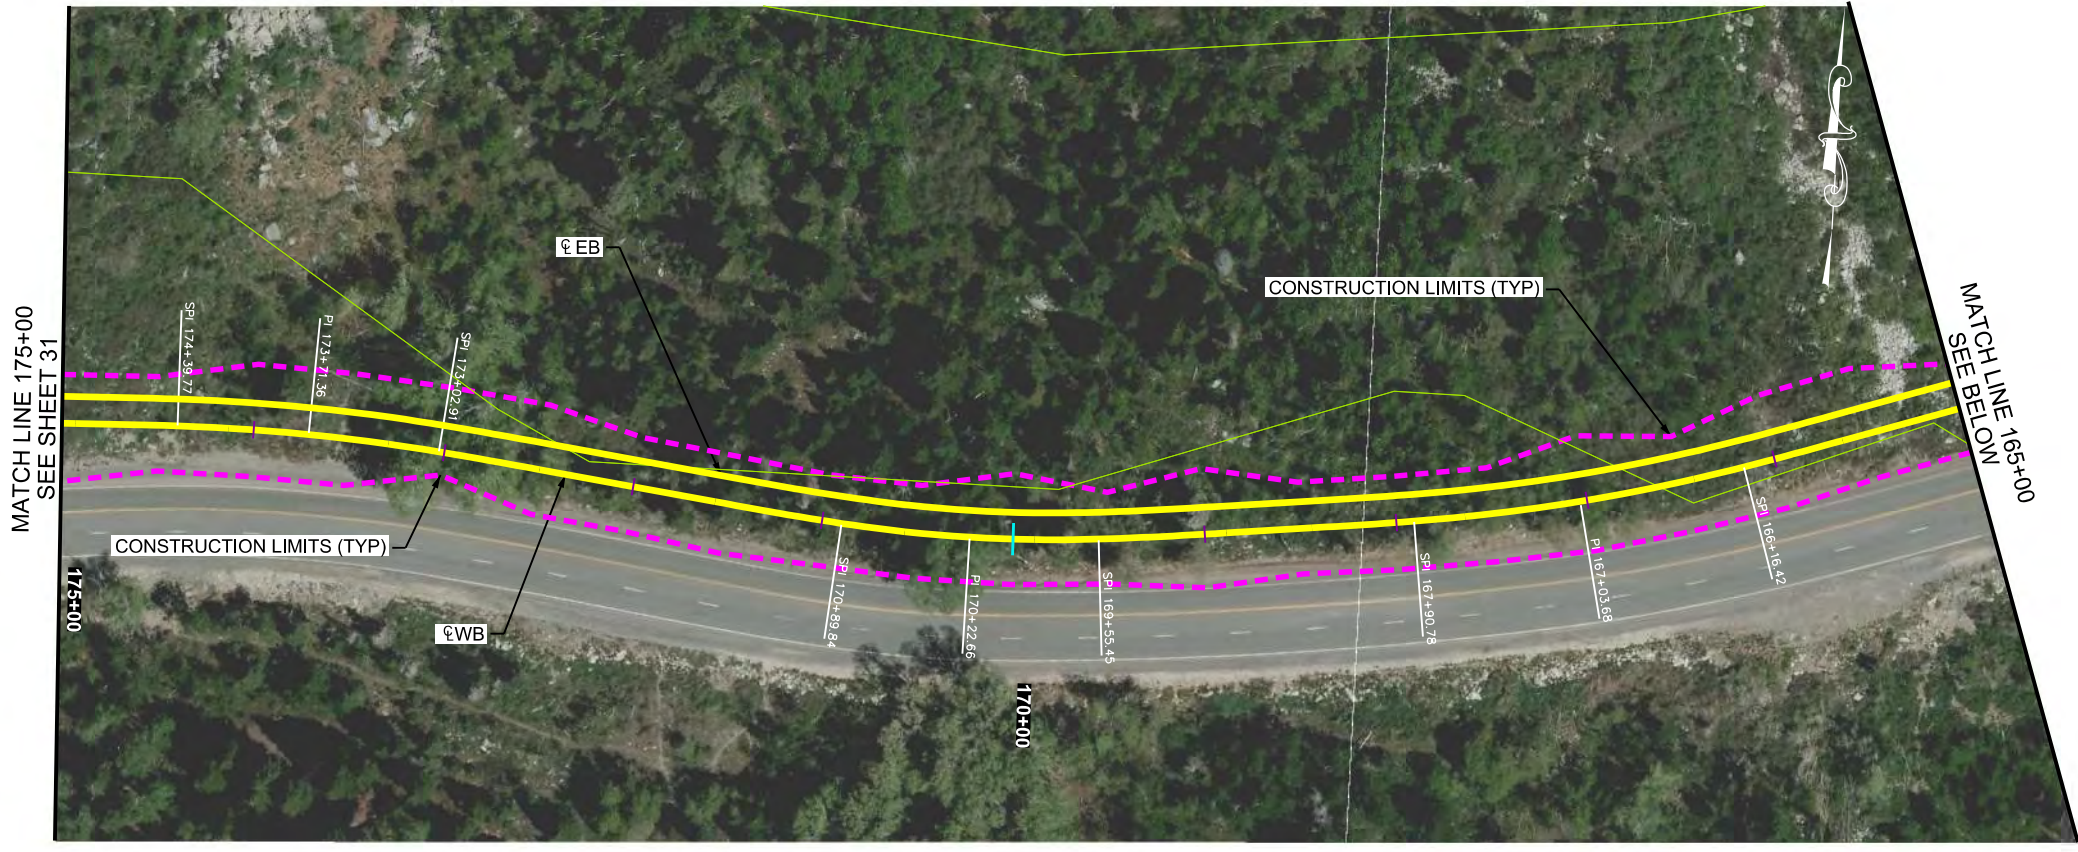 MATCH LINE 175+00
SEE SHEET 31
SPI 174+39.77
PI 173+71.36
SPI 173+02.91
℄ EB
CONSTRUCTION LIMITS (TYP)
MATCH LINE 165+00
SEE BELOW
CONSTRUCTION LIMITS (TYP)
℄ WB
SPI 170+89.84
PI 170+22.66
SPI 169+55.45
SPI 167+90.78
PI 167+03.68
SPI 166+16.42
175+00
170+00